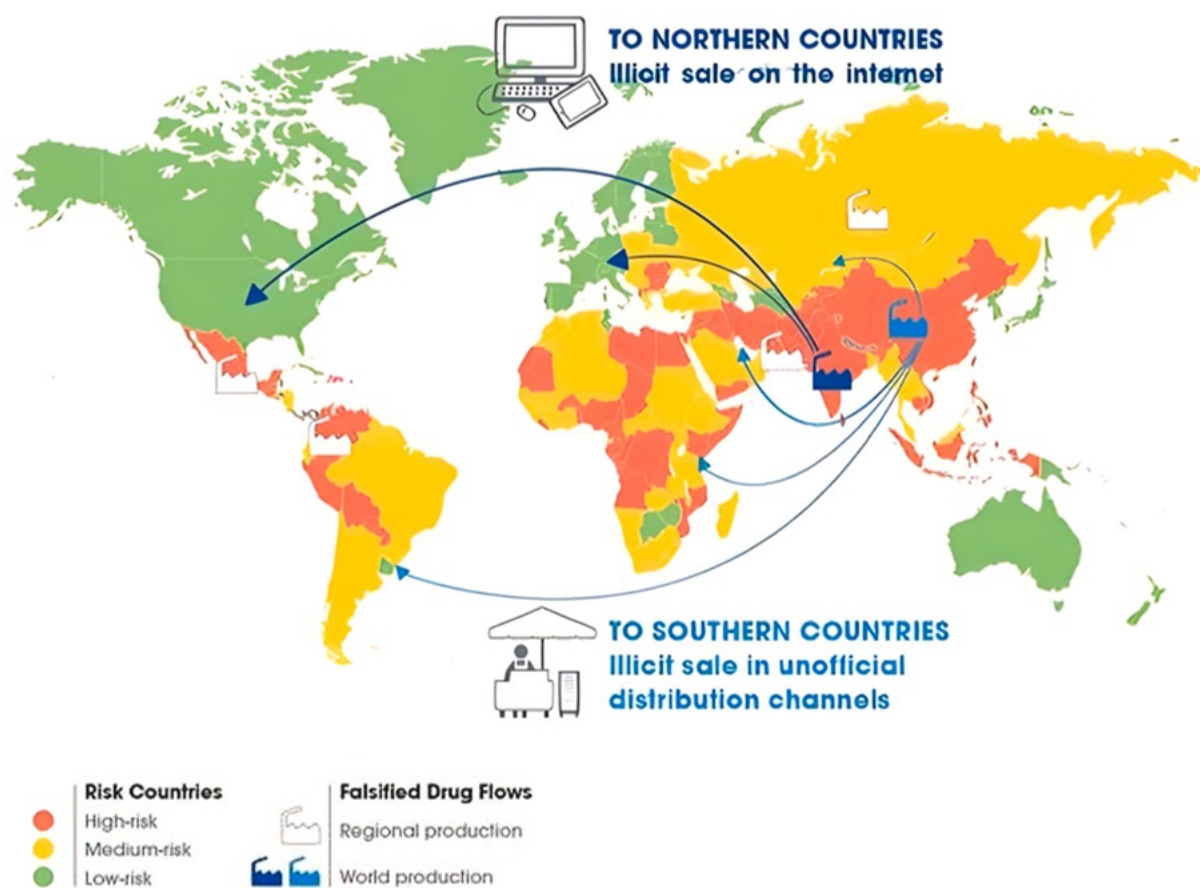 TO NORTHERN COUNTRIES
Illicit sale on the internet
TO SOUTHERN COUNTRIES
Illicit sale in unofficial
distribution channels
Risk Countries
High-risk
Medium-risk
Low-risk
Falsified Drug Flows
Regional production
World production